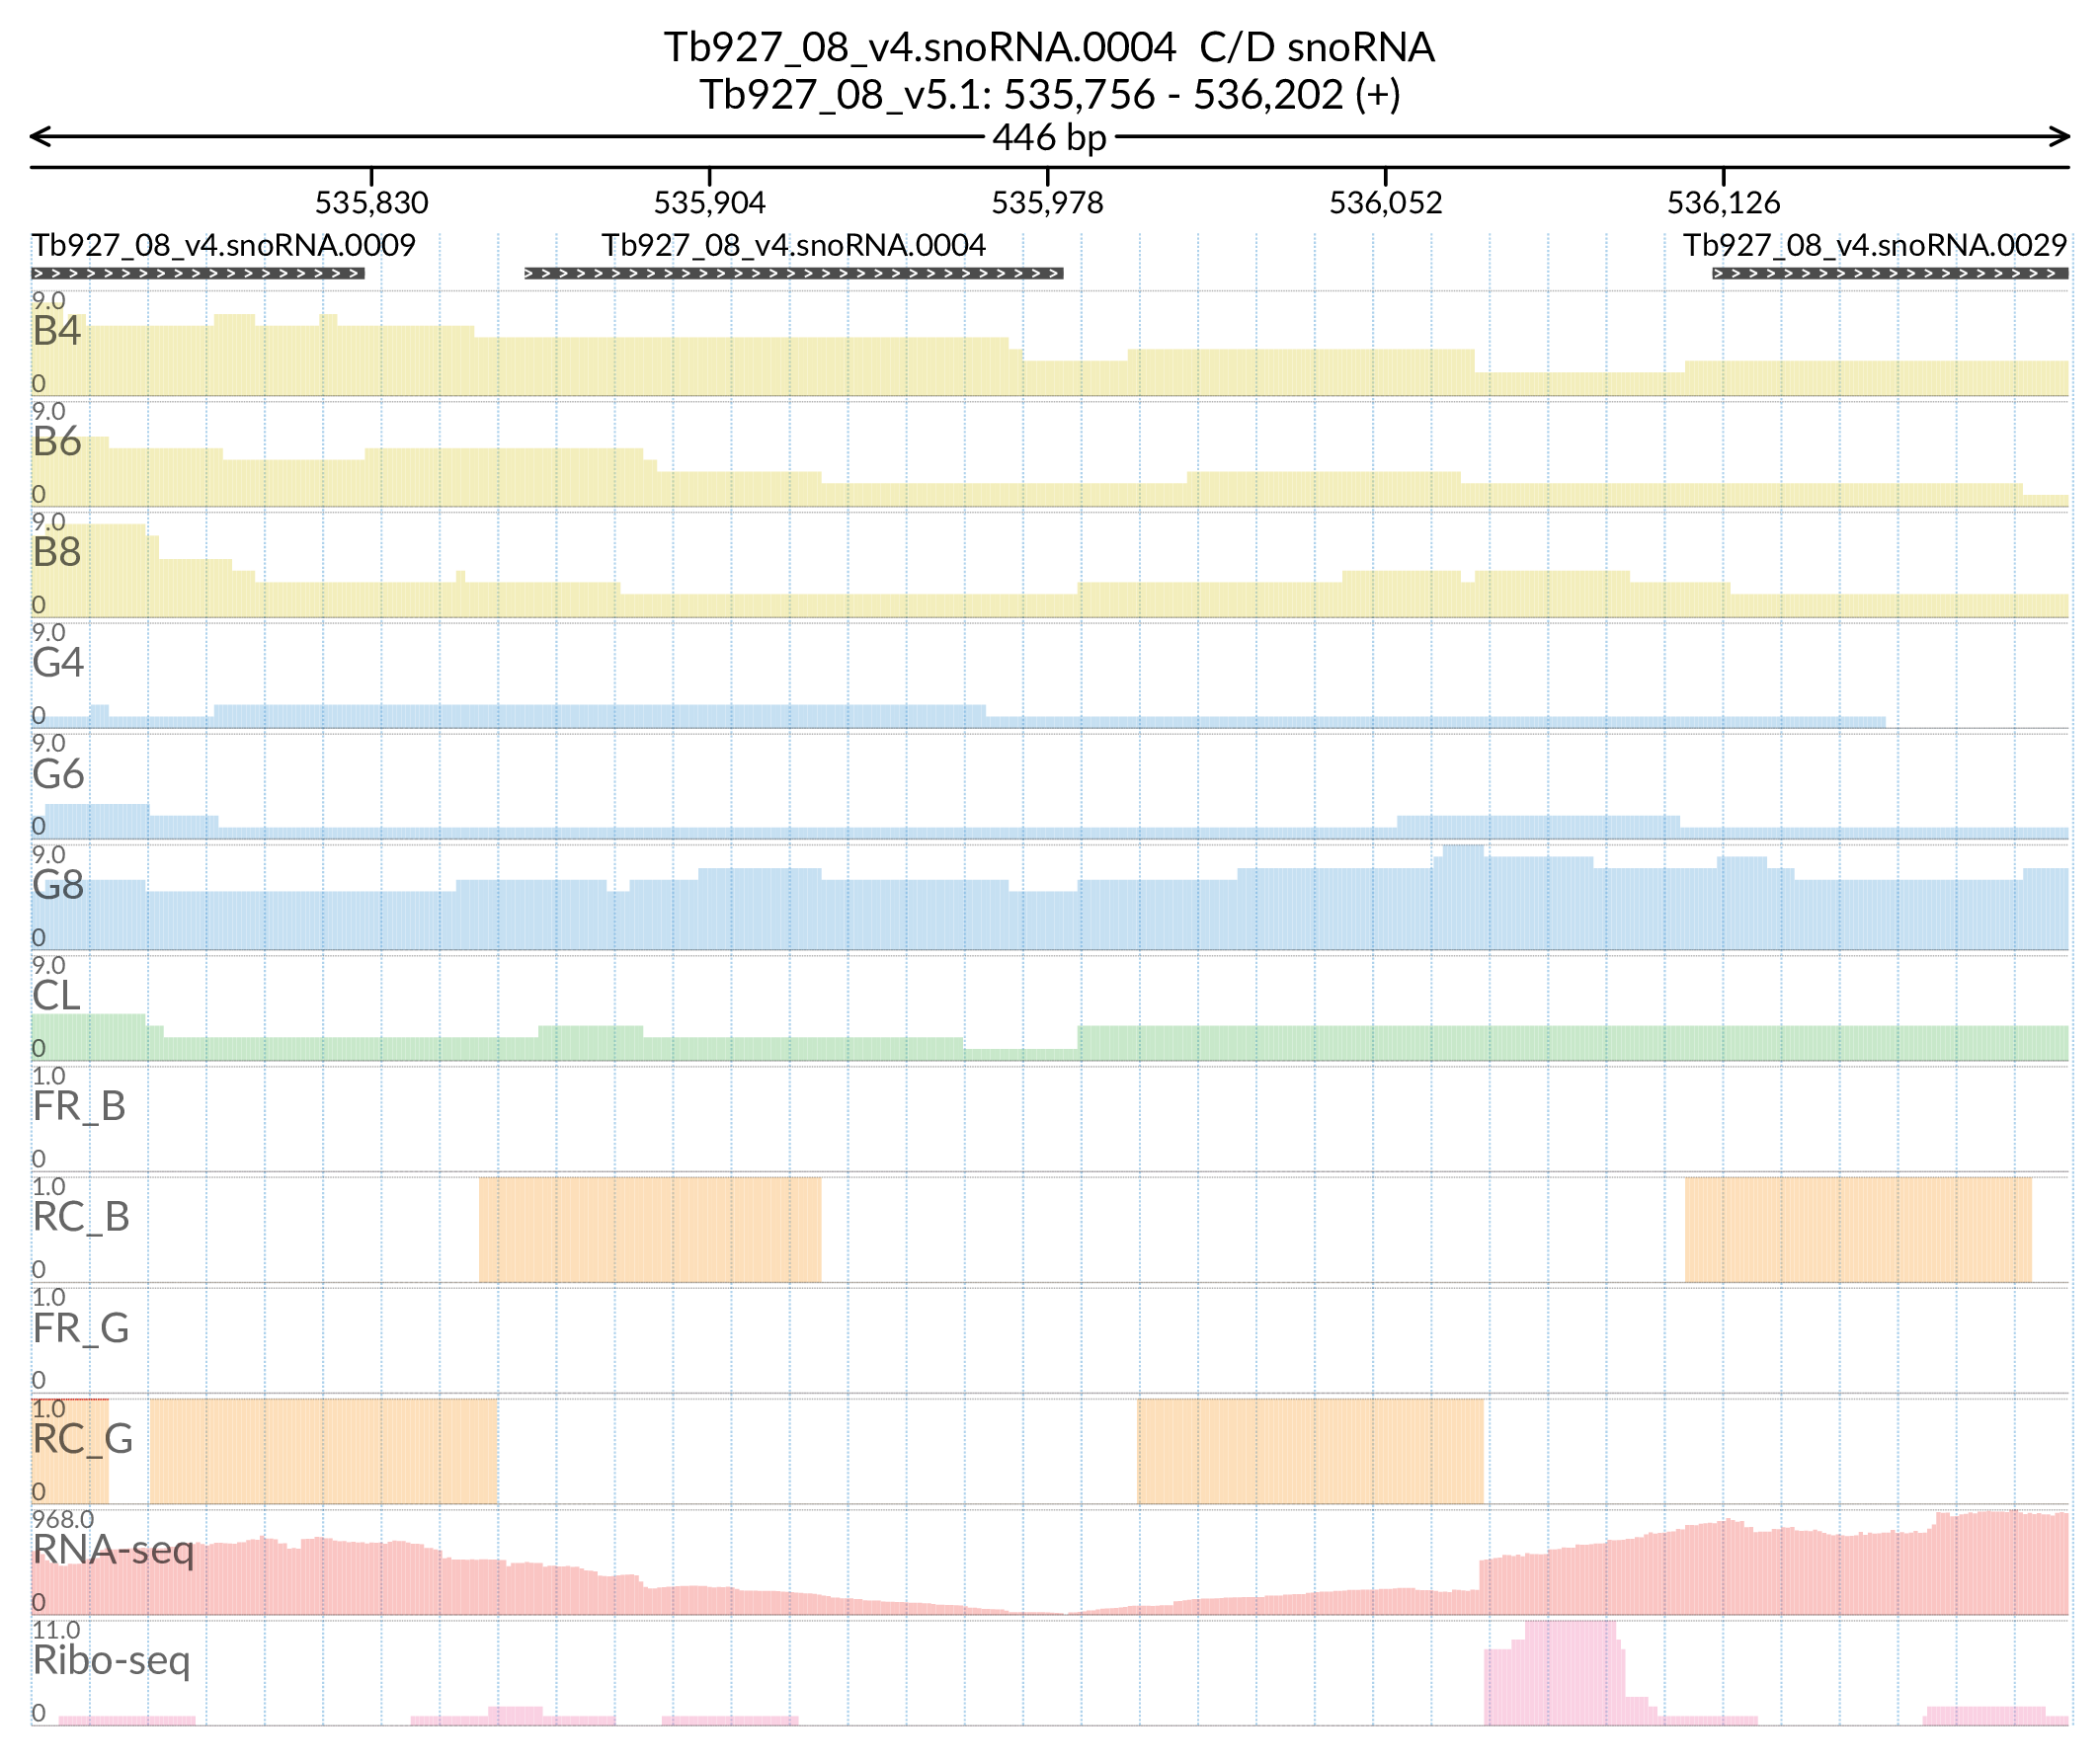 Tb927_08_v4.snoRNA.0004 C/D snoRNA
Tb927_08_v5.1: 535,756 - 536,202 (+)
446 bp
535,830 535,904 535,978 536,052 536,126
Tb927_08_v4.snoRNA.0009 Tb927_08_v4.snoRNA.0004 Tb927_08_v4.snoRNA.0029
9.0
B4
0
9.0
B6
0
9.0
B8
0
9.0
G4
0
9.0
G6
0
9.0
G8
0
9.0
CL
0
1.0
FR_B
0
1.0
RC_B
0
1.0
FR_G
0
1.0
RC_G
0
968.0
RNA-seq
0
11.0
Ribo-seq
0